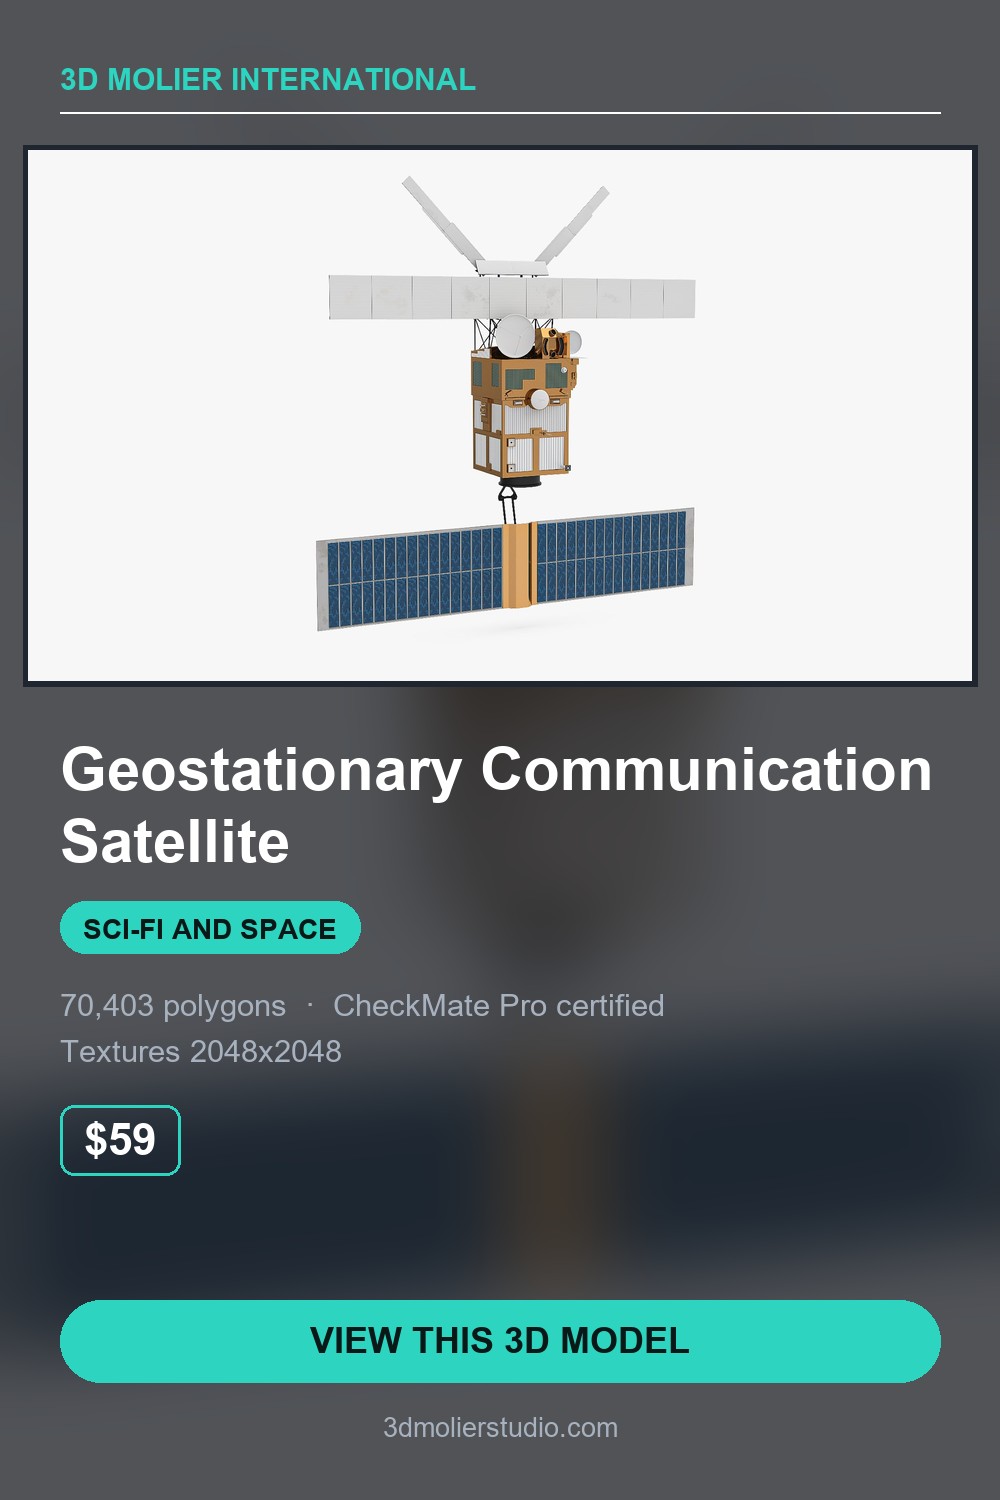 3D MOLIER INTERNATIONAL
Geostationary Communication
Satellite
SCI-FI AND SPACE
70,403 polygons · CheckMate Pro certified
Textures 2048x2048
$59
VIEW THIS 3D MODEL
3dmolierstudio.com